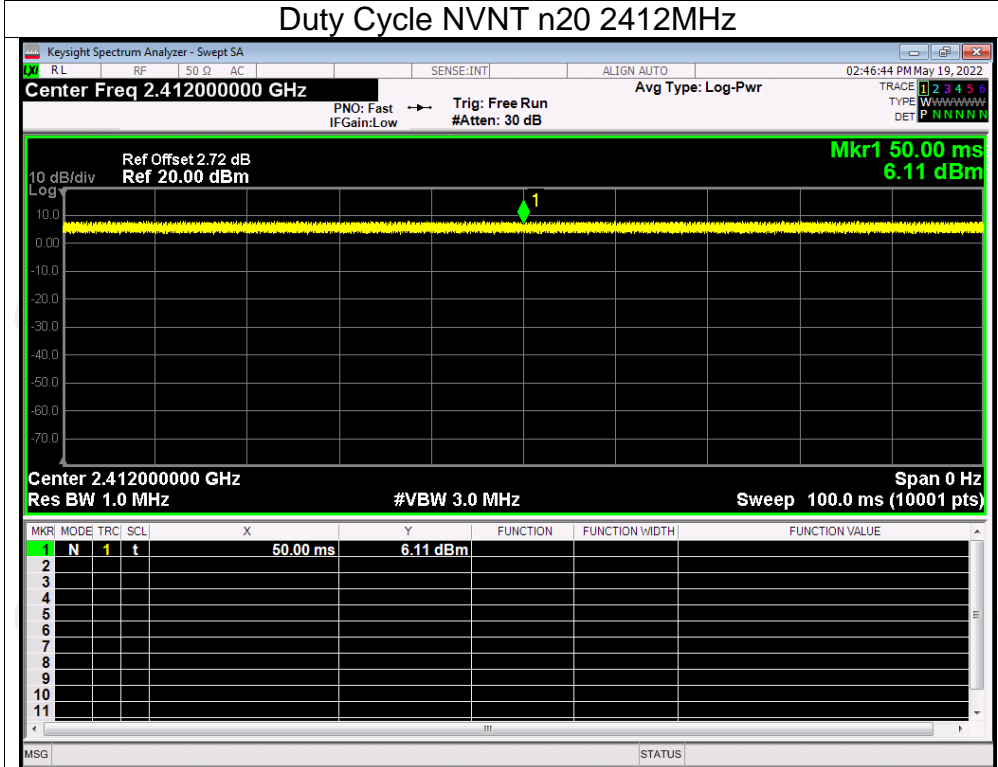 Duty Cycle NVNT n20 2412MHz
Keysight Spectrum Analyzer - Swept SA
LXI RL RF 50 Ω AC SENSE:INT ALIGN AUTO 02:46:44 PM May 19, 2022
Center Freq 2.412000000 GHz Avg Type: Log-Pwr TRACE 1 2 3 4 5 6
PNO: Fast Trig: Free Run TYPE WWWWWW
IFGain:Low #Atten: 30 dB DET P N N N N N
Mkr1 50.00 ms
Ref Offset 2.72 dB
10 dB/div Ref 20.00 dBm 6.11 dBm
Log
1
10.0
0.00
-10.0
-20.0
-30.0
-40.0
-50.0
-60.0
-70.0
Center 2.412000000 GHz Span 0 Hz
Res BW 1.0 MHz #VBW 3.0 MHz Sweep 100.0 ms (10001 pts)
MKR MODE TRC SCL X Y FUNCTION FUNCTION WIDTH FUNCTION VALUE
1 N 1 t 50.00 ms 6.11 dBm
2
3
4
5
6
7
8
9
10
11
MSG STATUS